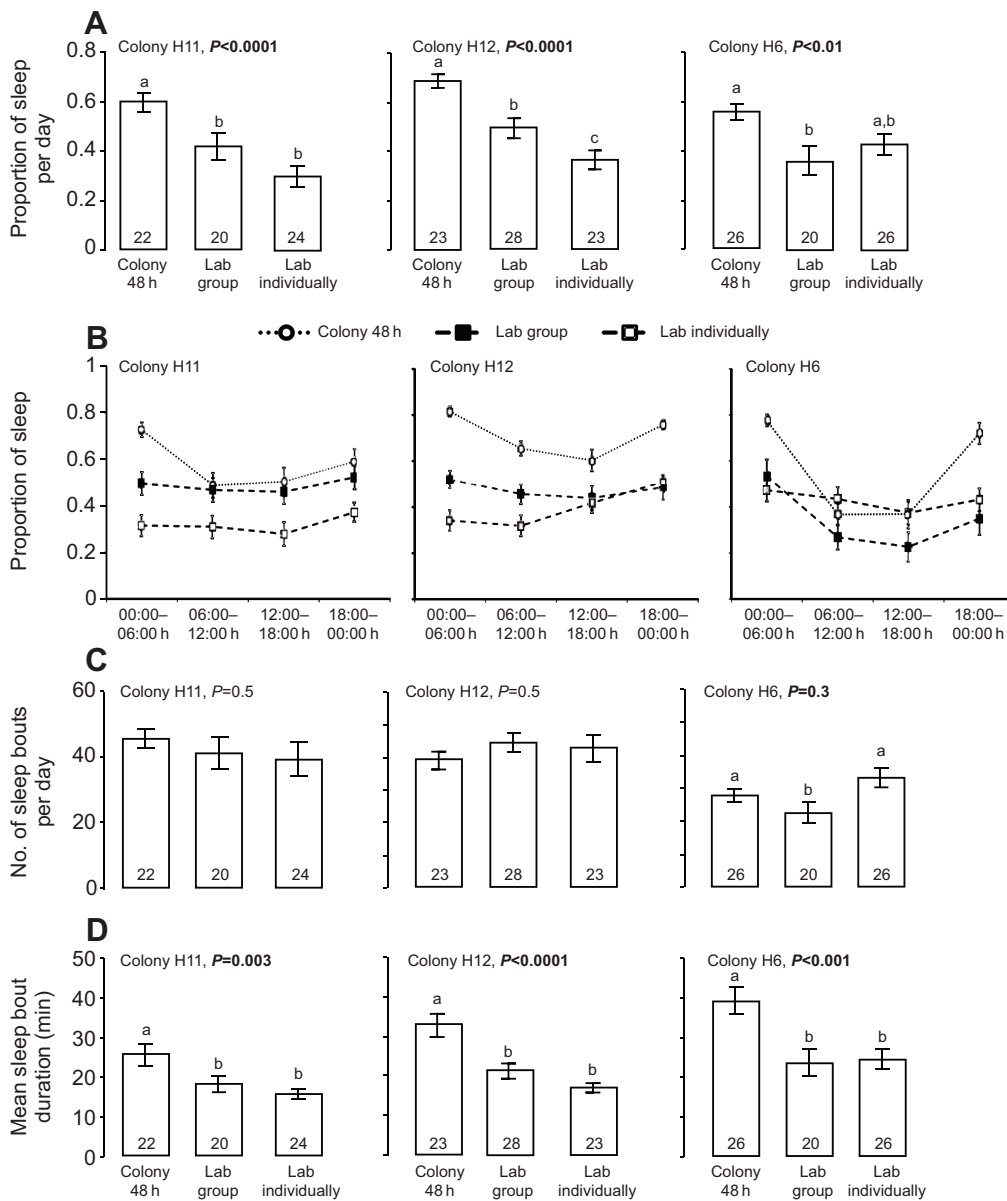 A
Colony H11, P<0.0001
Colony H12, P<0.0001
Colony H6, P<0.01
Proportion of sleep
per day
0.8
0.6
0.4
0.2
0
a
b
b
a
b
c
a
b
a,b
22
20
24
23
28
23
26
20
26
Colony
48 h
Lab
group
Lab
individually
Colony
48 h
Lab
group
Lab
individually
Colony
48 h
Lab
group
Lab
individually
B
Colony 48 h
Lab group
Lab individually
Colony H11
Colony H12
Colony H6
Proportion of sleep
1
0.8
0.6
0.4
0.2
0
00:00–
06:00 h
06:00–
12:00 h
12:00–
18:00 h
18:00–
00:00 h
00:00–
06:00 h
06:00–
12:00 h
12:00–
18:00 h
18:00–
00:00 h
00:00–
06:00 h
06:00–
12:00 h
12:00–
18:00 h
18:00–
00:00 h
C
Colony H11, P=0.5
Colony H12, P=0.5
Colony H6, P=0.3
No. of sleep bouts
per day
60
40
20
0
a
b
a
22
20
24
23
28
23
26
20
26
D
Colony H11, P=0.003
Colony H12, P<0.0001
Colony H6, P<0.001
Mean sleep bout
duration (min)
50
40
30
20
10
0
a
b
b
a
b
b
a
b
b
22
20
24
23
28
23
26
20
26
Colony
48 h
Lab
group
Lab
individually
Colony
48 h
Lab
group
Lab
individually
Colony
48 h
Lab
group
Lab
individually